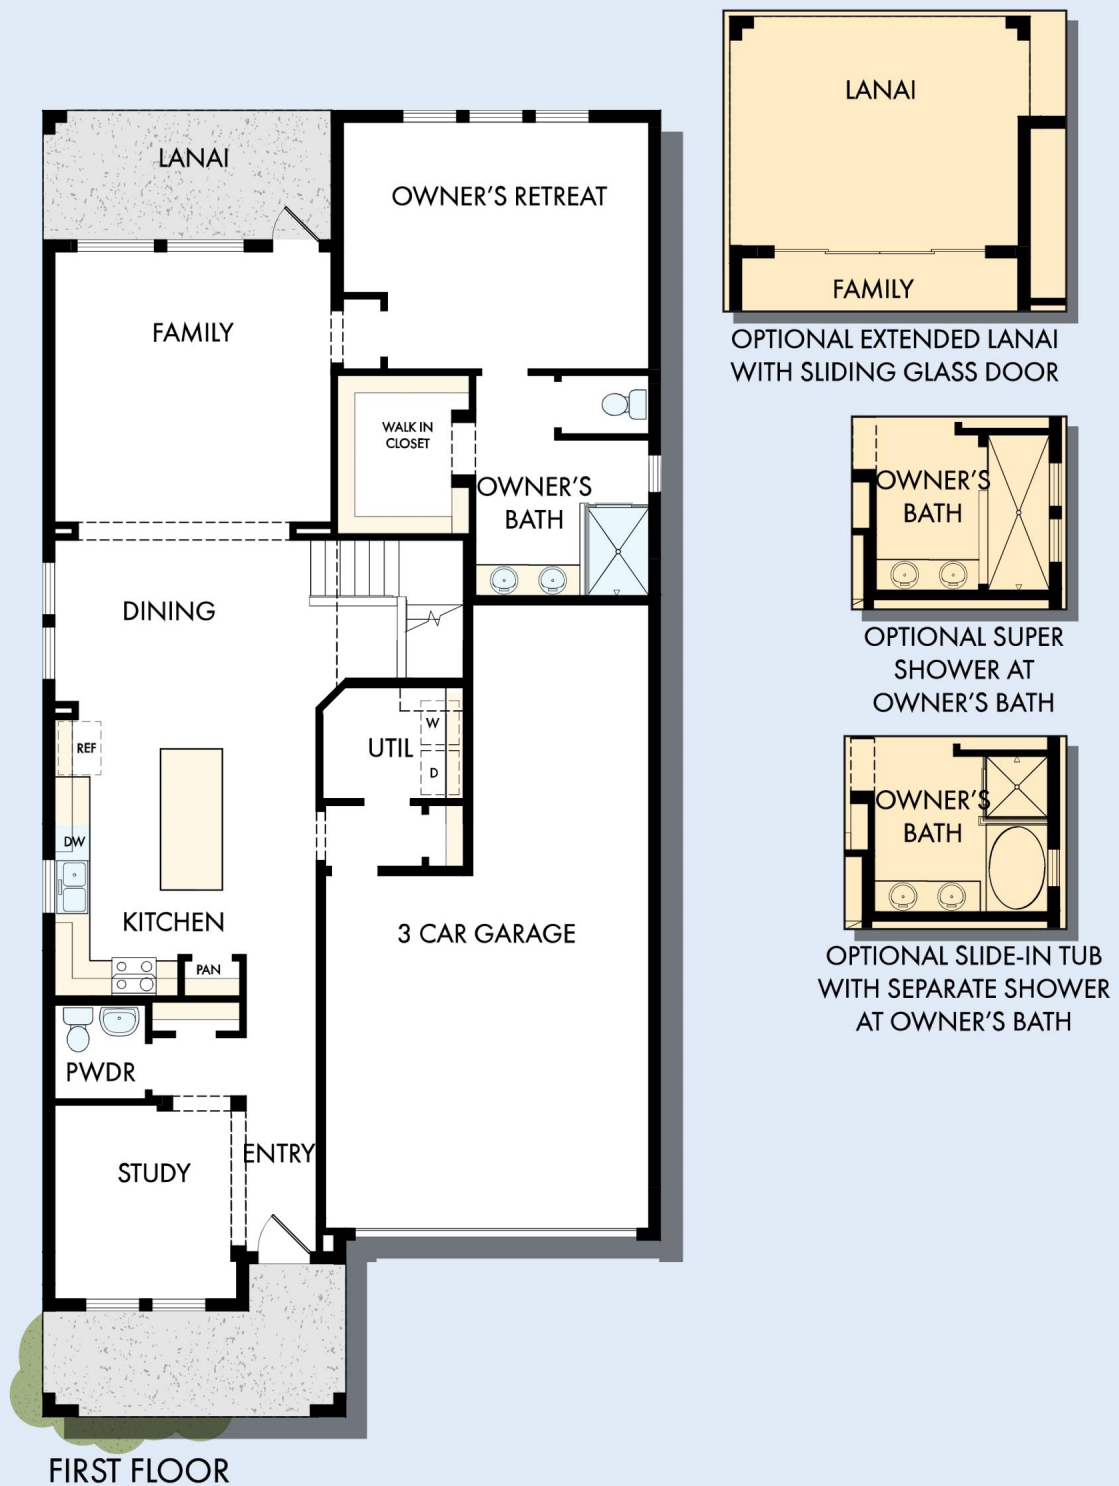 LANAI
OWNER'S RETREAT
FAMILY
WALK IN
CLOSET
OWNER'S
BATH
DINING
W
UTIL
REF
D
DW
KITCHEN
3 CAR GARAGE
PAN
PWDR
ENTRY
STUDY
FIRST FLOOR
LANAI
FAMILY
OPTIONAL EXTENDED LANAI
WITH SLIDING GLASS DOOR
OWNER'S
BATH
OPTIONAL SUPER
SHOWER AT
OWNER'S BATH
OWNER'S
BATH
OPTIONAL SLIDE-IN TUB
WITH SEPARATE SHOWER
AT OWNER'S BATH